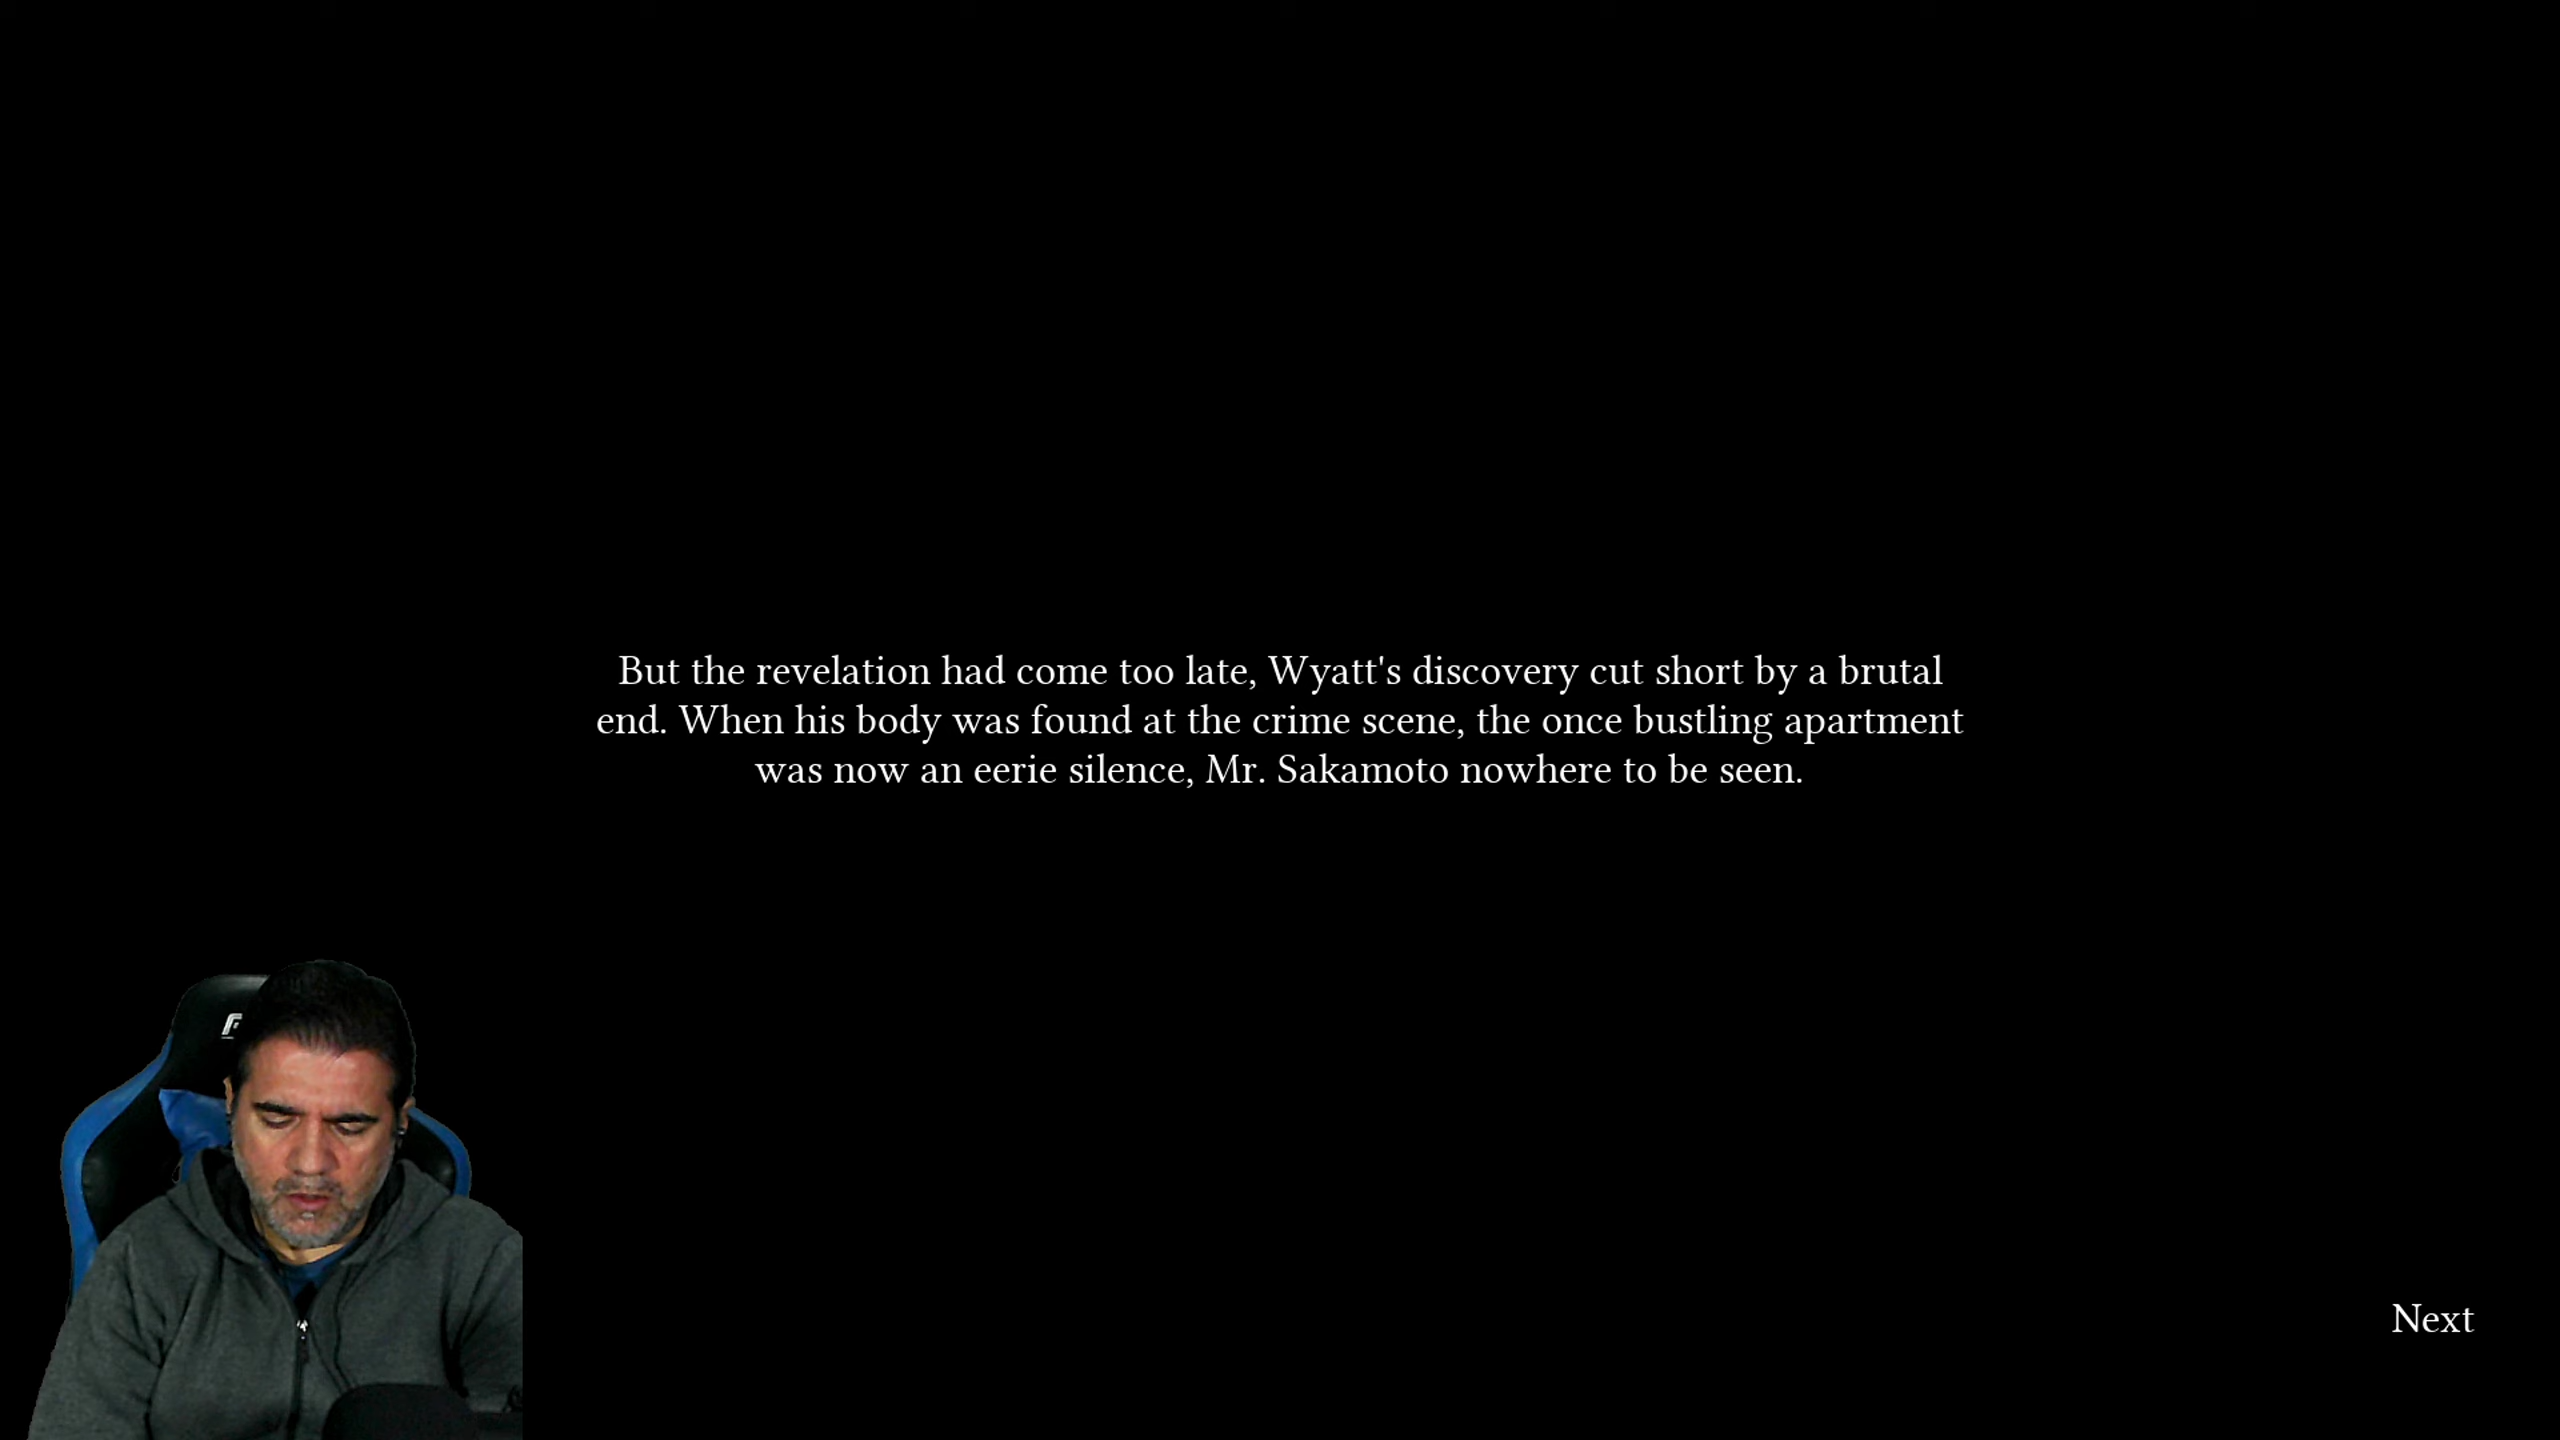 But the revelation had come too late, Wyatt's discovery cut short by a brutal
end. When his body was found at the crime scene, the once bustling apartment
was now an eerie silence, Mr. Sakamoto nowhere to be seen.
Next